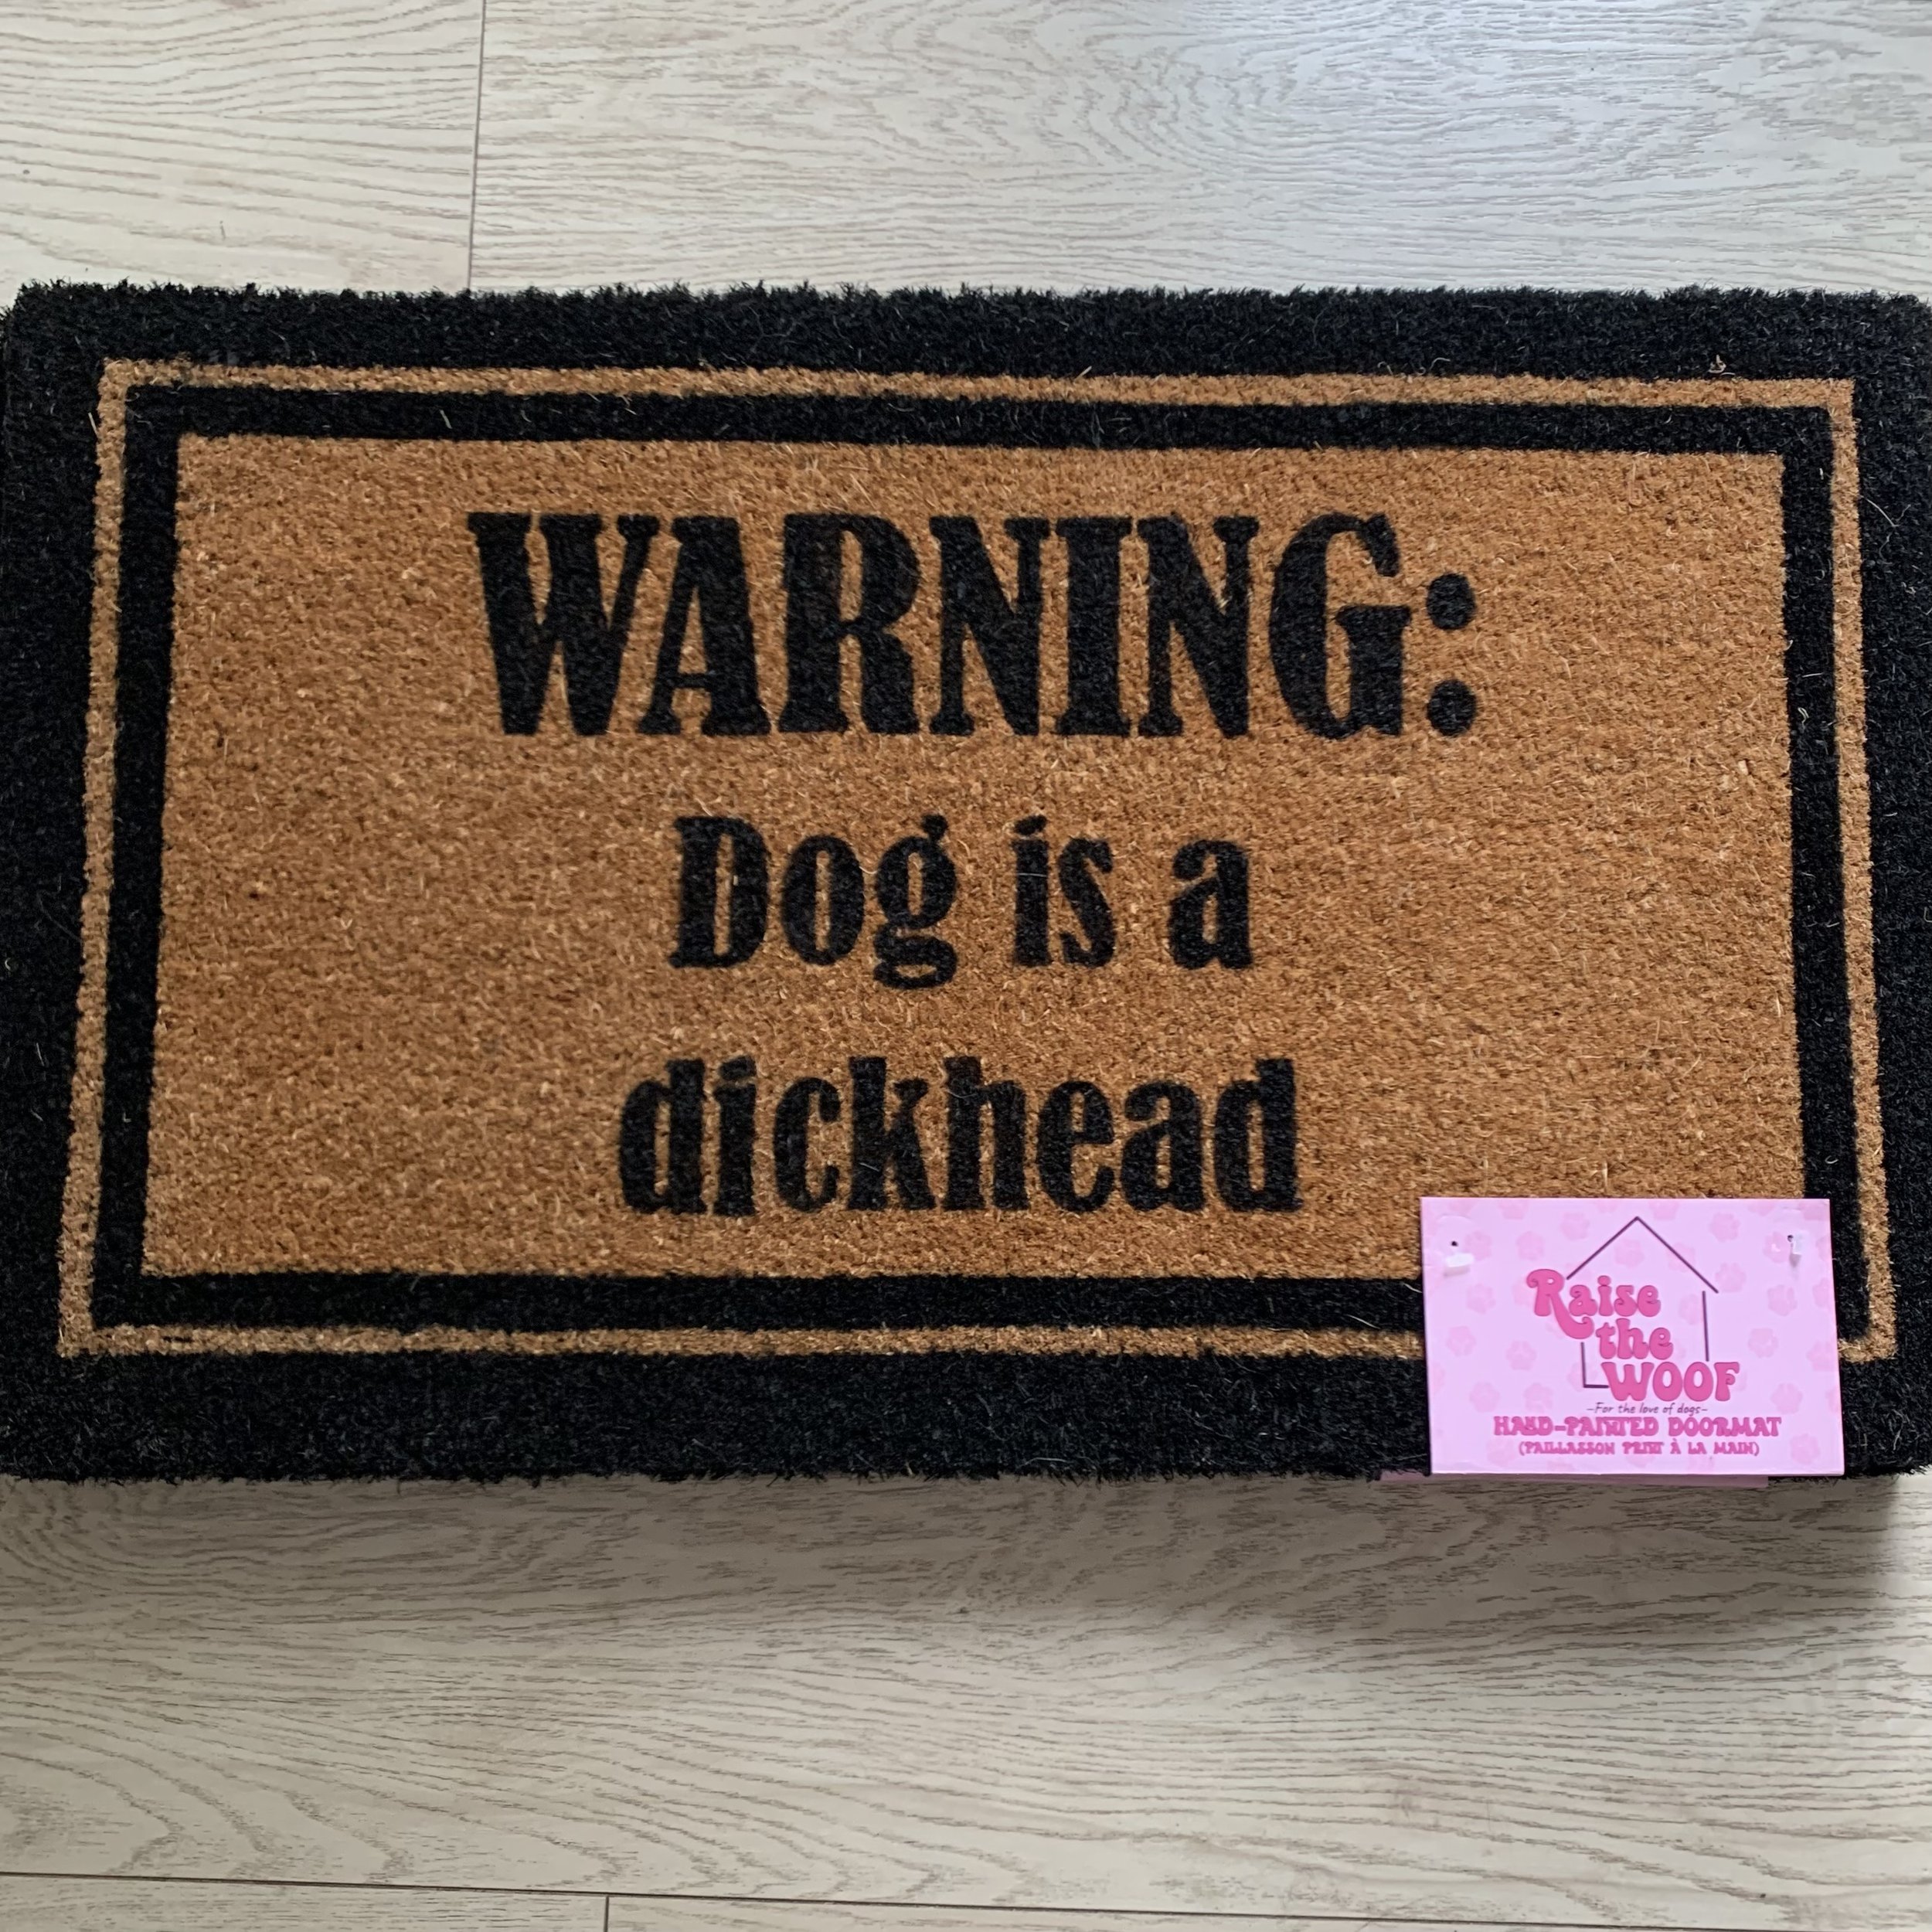 WARNING:
Dog is a
dickhead
Raise
the
WOOF
-For the love of dogs-
HAND-PAINTED DOORMAT
(PAILLASSON PEINT À LA MAIN)